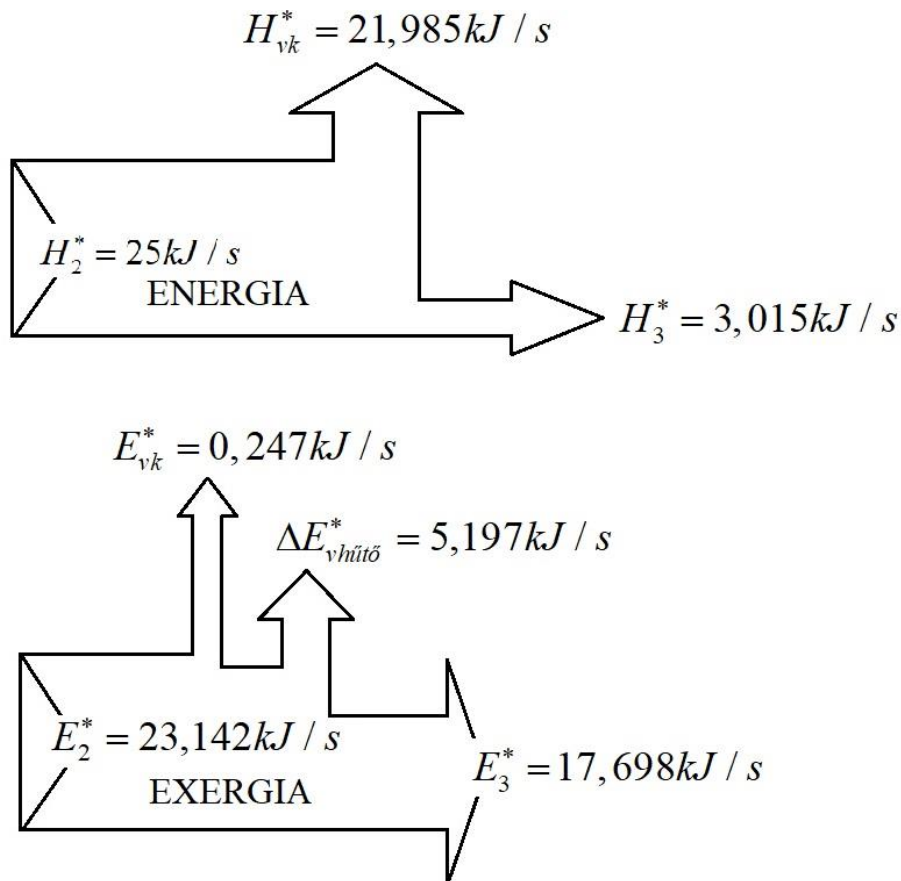 H*vk = 21,985kJ / s
H*2 = 25kJ / s
ENERGIA
H*3 = 3,015kJ / s
E*vk = 0,247kJ / s
ΔE*vhűtő = 5,197kJ / s
E*2 = 23,142kJ / s
E*3 = 17,698kJ / s
EXERGIA